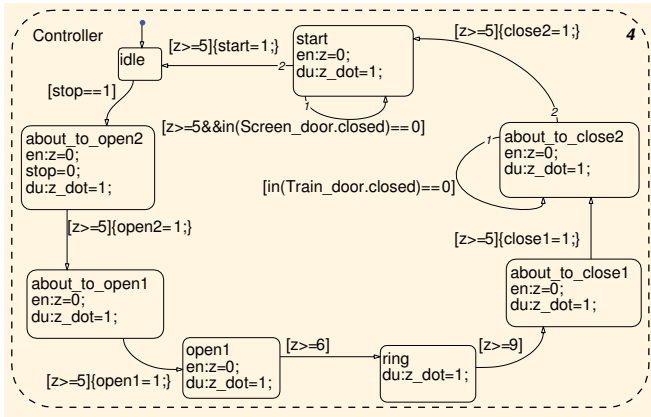 Controller
4
idle
[z>=5]{start=1;}
2
start
en:z=0;
du:z_dot=1;
1
[z>=5&&in(Screen_door.closed)==0]
[z>=5]{close2=1;}
[stop==1]
about_to_open2
en:z=0;
stop=0;
du:z_dot=1;
2
1
about_to_close2
en:z=0;
du:z_dot=1;
[in(Train_door.closed)==0]
[z>=5]{open2=1;}
[z>=5]{close1=1;}
about_to_open1
en:z=0;
du:z_dot=1;
about_to_close1
en:z=0;
du:z_dot=1;
[z>=5]{open1=1;}
open1
en:z=0;
du:z_dot=1;
[z>=6]
ring
du:z_dot=1;
[z>=9]